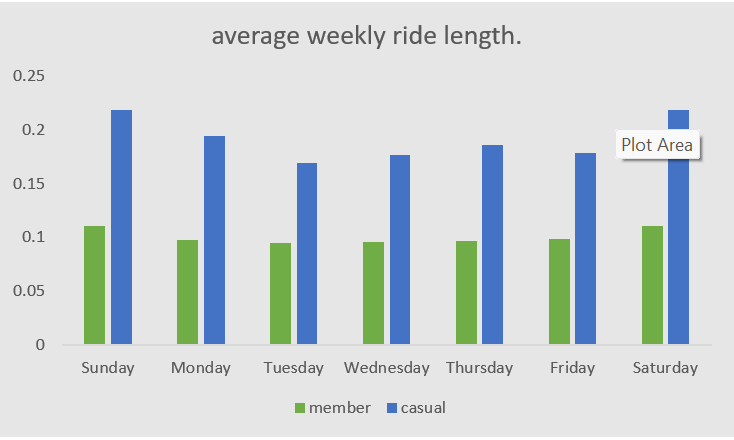 average weekly ride length.
0.25
0.2
0.15
0.1
0.05
0
Plot Area
Sunday Monday Tuesday Wednesday Thursday Friday Saturday
member casual